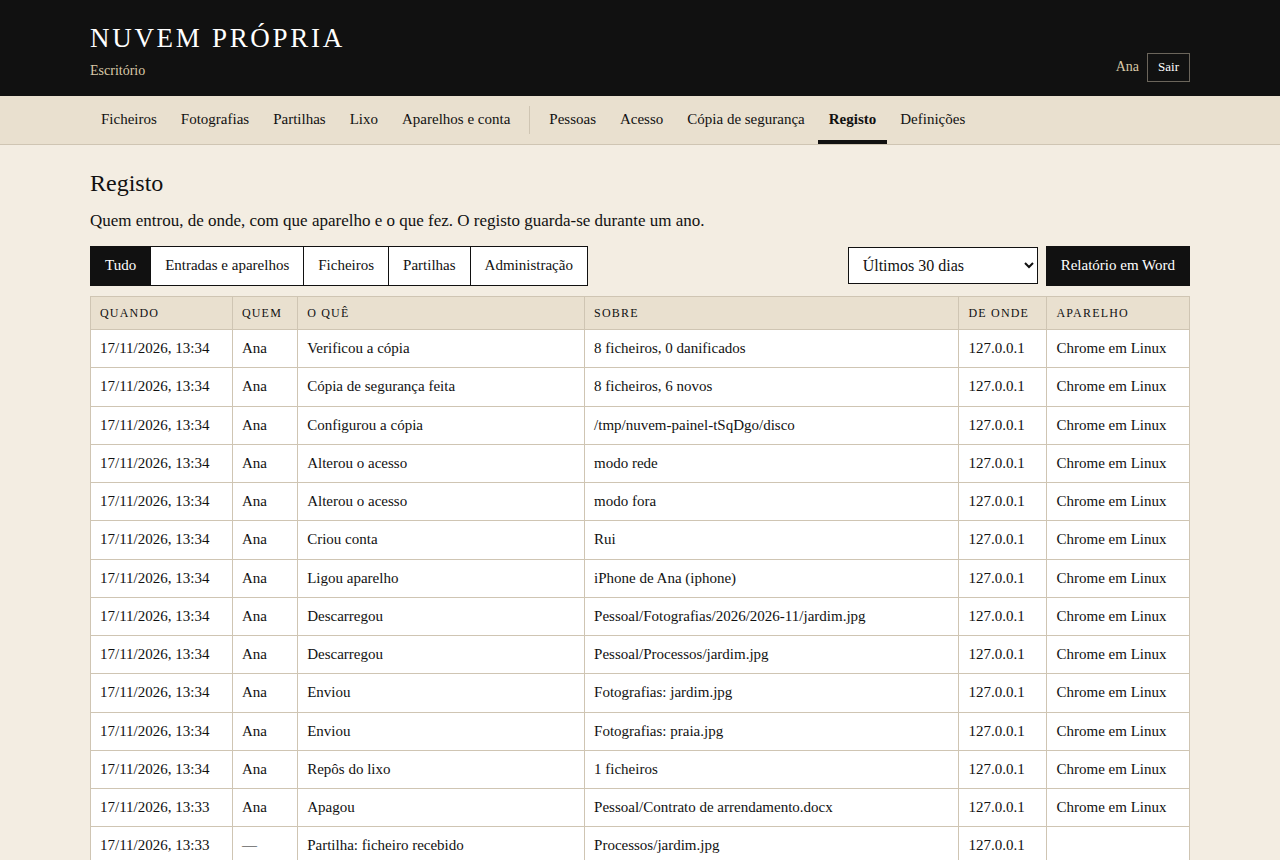 NUVEM PRÓPRIA
Escritório
Ana Sair
Ficheiros Fotografias Partilhas Lixo Aparelhos e conta Pessoas Acesso Cópia de segurança Registo Definições
Registo
Quem entrou, de onde, com que aparelho e o que fez. O registo guarda-se durante um ano.
Tudo Entradas e aparelhos Ficheiros Partilhas Administração Últimos 30 dias Relatório em Word
QUANDO QUEM O QUÊ SOBRE DE ONDE APARELHO
17/11/2026, 13:34 Ana Verificou a cópia 8 ficheiros, 0 danificados 127.0.0.1 Chrome em Linux
17/11/2026, 13:34 Ana Cópia de segurança feita 8 ficheiros, 6 novos 127.0.0.1 Chrome em Linux
17/11/2026, 13:34 Ana Configurou a cópia /tmp/nuvem-painel-tSqDgo/disco 127.0.0.1 Chrome em Linux
17/11/2026, 13:34 Ana Alterou o acesso modo rede 127.0.0.1 Chrome em Linux
17/11/2026, 13:34 Ana Alterou o acesso modo fora 127.0.0.1 Chrome em Linux
17/11/2026, 13:34 Ana Criou conta Rui 127.0.0.1 Chrome em Linux
17/11/2026, 13:34 Ana Ligou aparelho iPhone de Ana (iphone) 127.0.0.1 Chrome em Linux
17/11/2026, 13:34 Ana Descarregou Pessoal/Fotografias/2026/2026-11/jardim.jpg 127.0.0.1 Chrome em Linux
17/11/2026, 13:34 Ana Descarregou Pessoal/Processos/jardim.jpg 127.0.0.1 Chrome em Linux
17/11/2026, 13:34 Ana Enviou Fotografias: jardim.jpg 127.0.0.1 Chrome em Linux
17/11/2026, 13:34 Ana Enviou Fotografias: praia.jpg 127.0.0.1 Chrome em Linux
17/11/2026, 13:34 Ana Repôs do lixo 1 ficheiros 127.0.0.1 Chrome em Linux
17/11/2026, 13:33 Ana Apagou Pessoal/Contrato de arrendamento.docx 127.0.0.1 Chrome em Linux
17/11/2026, 13:33 — Partilha: ficheiro recebido Processos/jardim.jpg 127.0.0.1